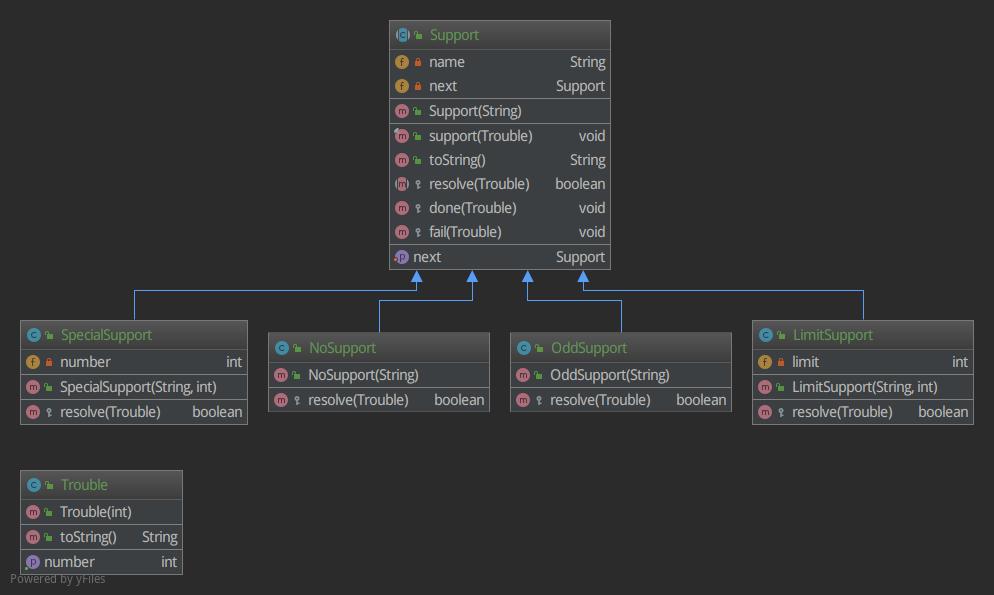 Support
name String
next Support
Support(String)
support(Trouble) void
toString() String
resolve(Trouble) boolean
done(Trouble) void
fail(Trouble) void
next Support
SpecialSupport
number int
SpecialSupport(String, int)
resolve(Trouble) boolean
NoSupport
NoSupport(String)
resolve(Trouble) boolean
OddSupport
OddSupport(String)
resolve(Trouble) boolean
LimitSupport
limit int
LimitSupport(String, int)
resolve(Trouble) boolean
Trouble
Trouble(int)
toString() String
number int
Powered by yFiles